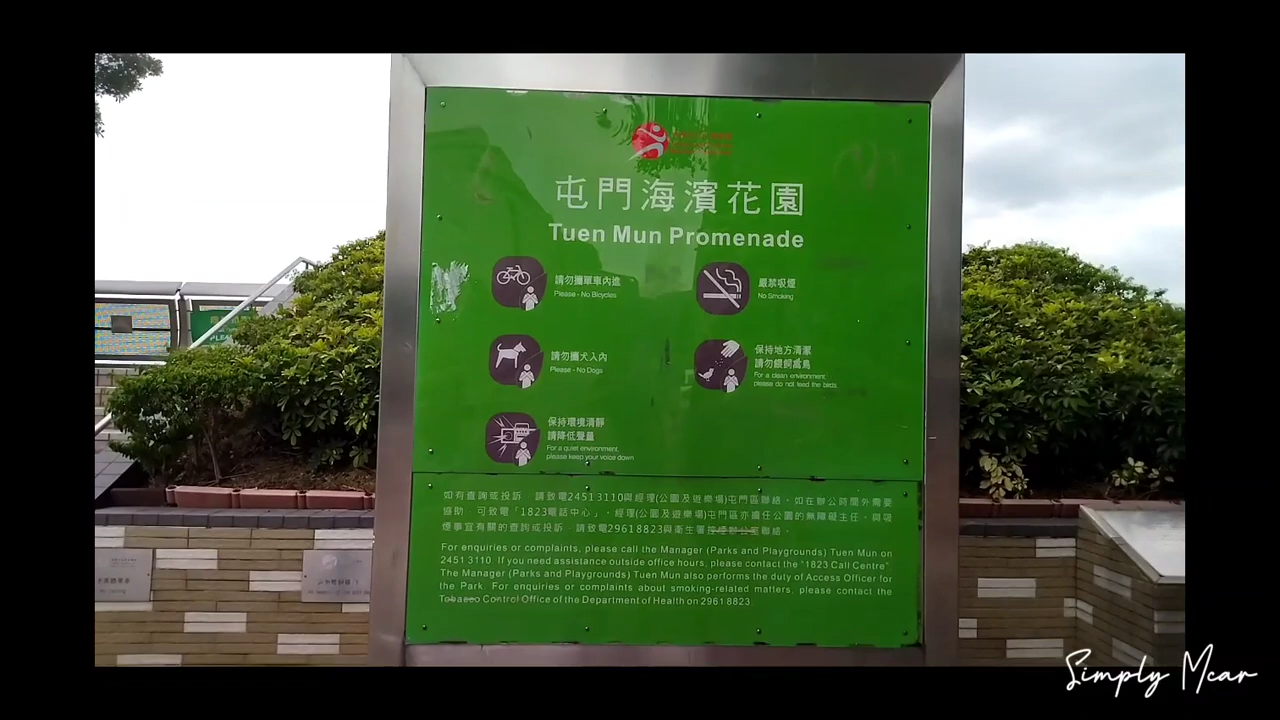 屯門海濱花園
Tuen Mun Promenade
請勿攜單車內進
Please - No Bicycles
嚴禁吸煙
No Smoking
請勿攜犬入內
Please - No Dogs
保持地方清潔
請勿餵飼雀鳥
For a clean environment,
please do not feed the birds.
保持環境清靜
請降低聲量
For a quiet environment,
please keep your voice down
如有查詢或投訴,請致電2451 3110與經理(公園及遊樂場)屯門區聯絡。如在辦公時間外需要
協助,可致電「1823電話中心」。經理(公園及遊樂場)屯門區亦擔任公園的無障礙主任。與吸
煙事宜有關的查詢或投訴,請致電2961 8823與衞生署控煙辦公室聯絡。
For enquiries or complaints, please call the Manager (Parks and Playgrounds) Tuen Mun on
2451 3110. If you need assistance outside office hours, please contact the "1823 Call Centre".
The Manager (Parks and Playgrounds) Tuen Mun also performs the duty of Access Officer for
the Park. For enquiries or complaints about smoking-related matters, please contact the
Tobacco Control Office of the Department of Health on 2961 8823.
Simply Mcar